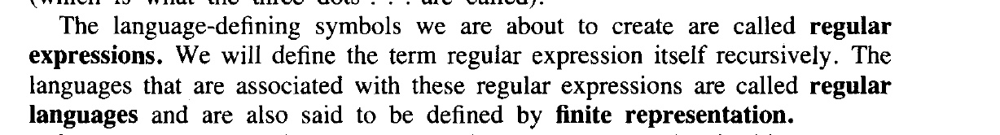 (which is what the three dots . . . are called).
The language-defining symbols we are about to create are called regular
expressions. We will define the term regular expression itself recursively. The
languages that are associated with these regular expressions are called regular
languages and are also said to be defined by finite representation.